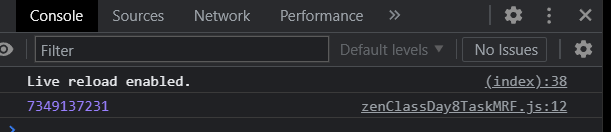 Console Sources Network Performance »
Filter Default levels ▼ No Issues
Live reload enabled. (index):38
7349137231 zenClassDay8TaskMRF.js:12